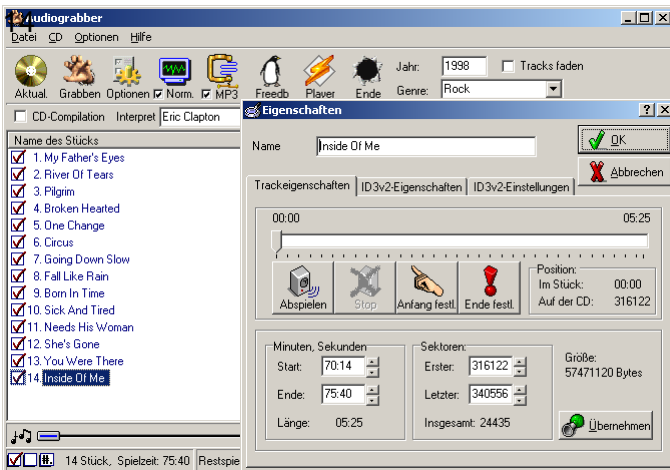 14
Audiograbber
Datei CD Optionen Hilfe
Aktual. Grabben Optionen Norm. MP3 Freedb Player Ende
Jahr: 1998 Tracks faden
Genre: Rock
CD-Compilation Interpret Eric Clapton
Name des Stücks
1. My Father's Eyes
2. River Of Tears
3. Pilgrim
4. Broken Hearted
5. One Change
6. Circus
7. Going Down Slow
8. Fall Like Rain
9. Born In Time
10. Sick And Tired
11. Needs His Woman
12. She's Gone
13. You Were There
14. Inside Of Me
14 Stück, Spielzeit: 75:40 Restspie
Eigenschaften
Name Inside Of Me
OK
Abbrechen
Trackeigenschaften ID3v2-Eigenschaften ID3v2-Einstellungen
00:00 05:25
Abspielen Stop Anfang festl. Ende festl.
Position:
Im Stück: 00:00
Auf der CD: 316122
Minuten, Sekunden
Start: 70:14
Ende: 75:40
Länge: 05:25
Sektoren:
Erster: 316122
Letzter: 340556
Insgesamt: 24435
Größe:
57471120 Bytes
Übernehmen